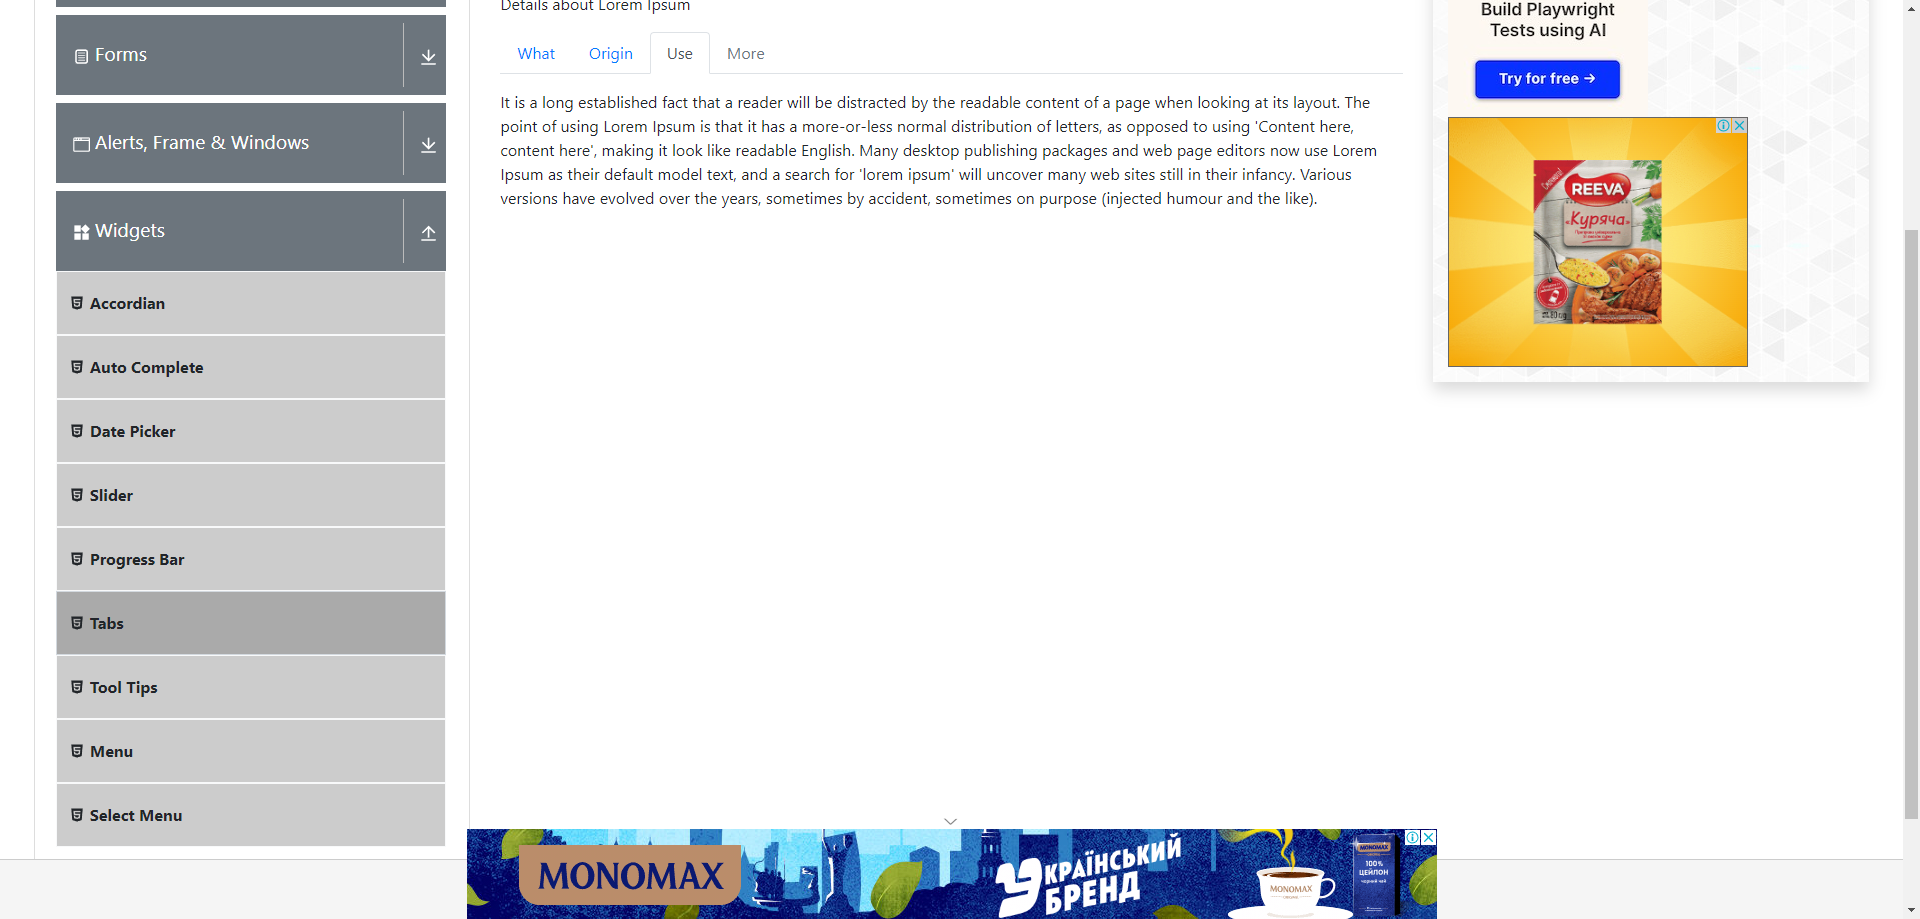 Details about Lorem Ipsum
Forms
Alerts, Frame & Windows
Widgets
Accordian
Auto Complete
Date Picker
Slider
Progress Bar
Tabs
Tool Tips
Menu
Select Menu
What Origin Use More
It is a long established fact that a reader will be distracted by the readable content of a page when looking at its layout. The
point of using Lorem Ipsum is that it has a more-or-less normal distribution of letters, as opposed to using 'Content here,
content here', making it look like readable English. Many desktop publishing packages and web page editors now use Lorem
Ipsum as their default model text, and a search for 'lorem ipsum' will uncover many web sites still in their infancy. Various
versions have evolved over the years, sometimes by accident, sometimes on purpose (injected humour and the like).
Build Playwright
Tests using AI
Try for free →
REEVA
«Куряча»
MONOMAX
УКРАЇНСЬКИЙ
БРЕНД
MONOMAX
MONOMAX
100%
ЦЕЙЛОН
чорний чай